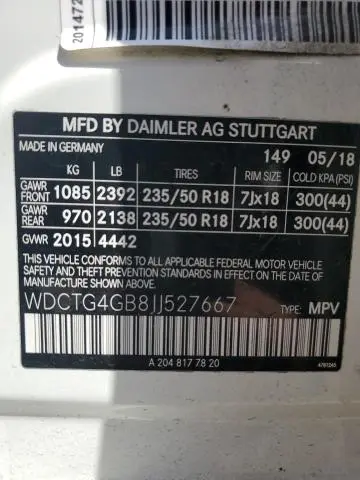 201472
MFD BY DAIMLER AG STUTTGART
MADE IN GERMANY 149 05/18
KG LB TIRES RIM SIZE COLD KPA (PSI)
GAWR FRONT 1085 2392 235/50 R18 7Jx18 300(44)
GAWR REAR 970 2138 235/50 R18 7Jx18 300(44)
GVWR 2015 4442
THIS VEHICLE CONFORMS TO ALL APPLICABLE FEDERAL MOTOR VEHICLE
SAFETY, BUMPER, AND THEFT PREVENTION STANDARDS IN EFFECT ON THE
DATE OF MANUFACTURE SHOWN ABOVE.
WDCTG4GB8JJ527667 TYPE: MPV
A 204 817 78 20